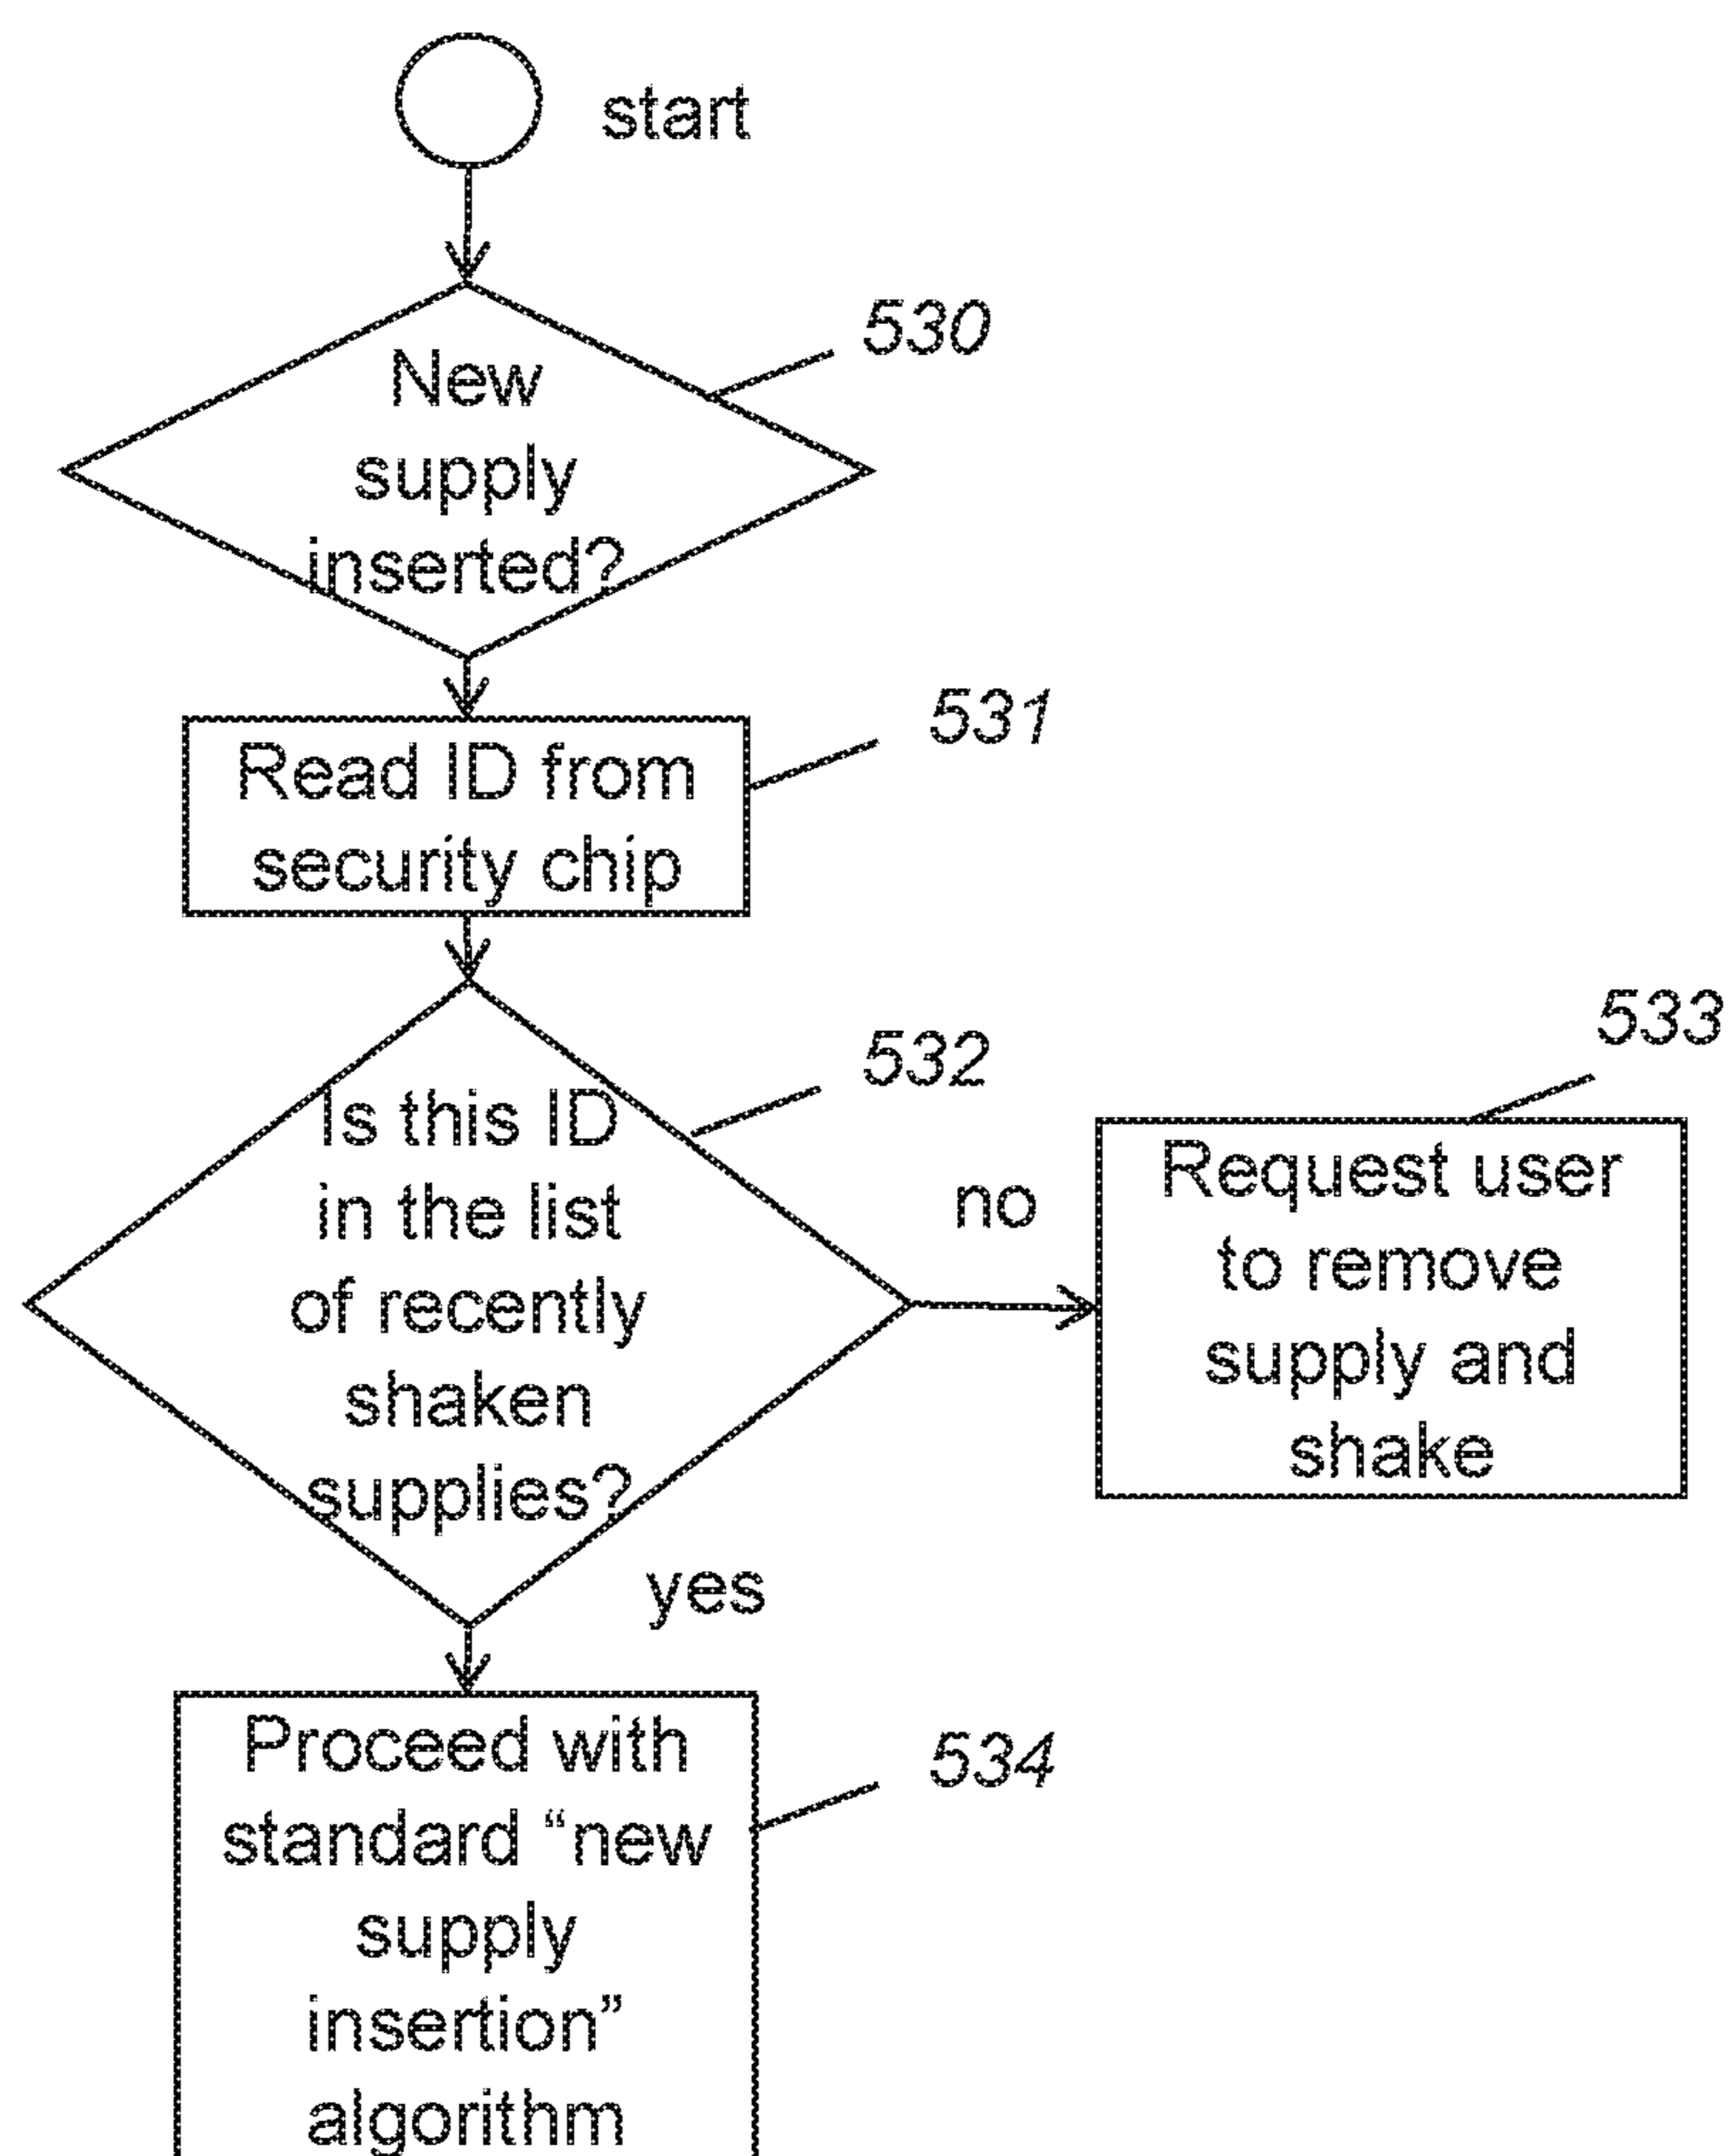 start
530
New
supply
inserted?
531
Read ID from
security chip
532
Is this ID
in the list
of recently
shaken
supplies?
no
533
Request user
to remove
supply and
shake
yes
534
Proceed with
standard “new
supply
insertion”
algorithm